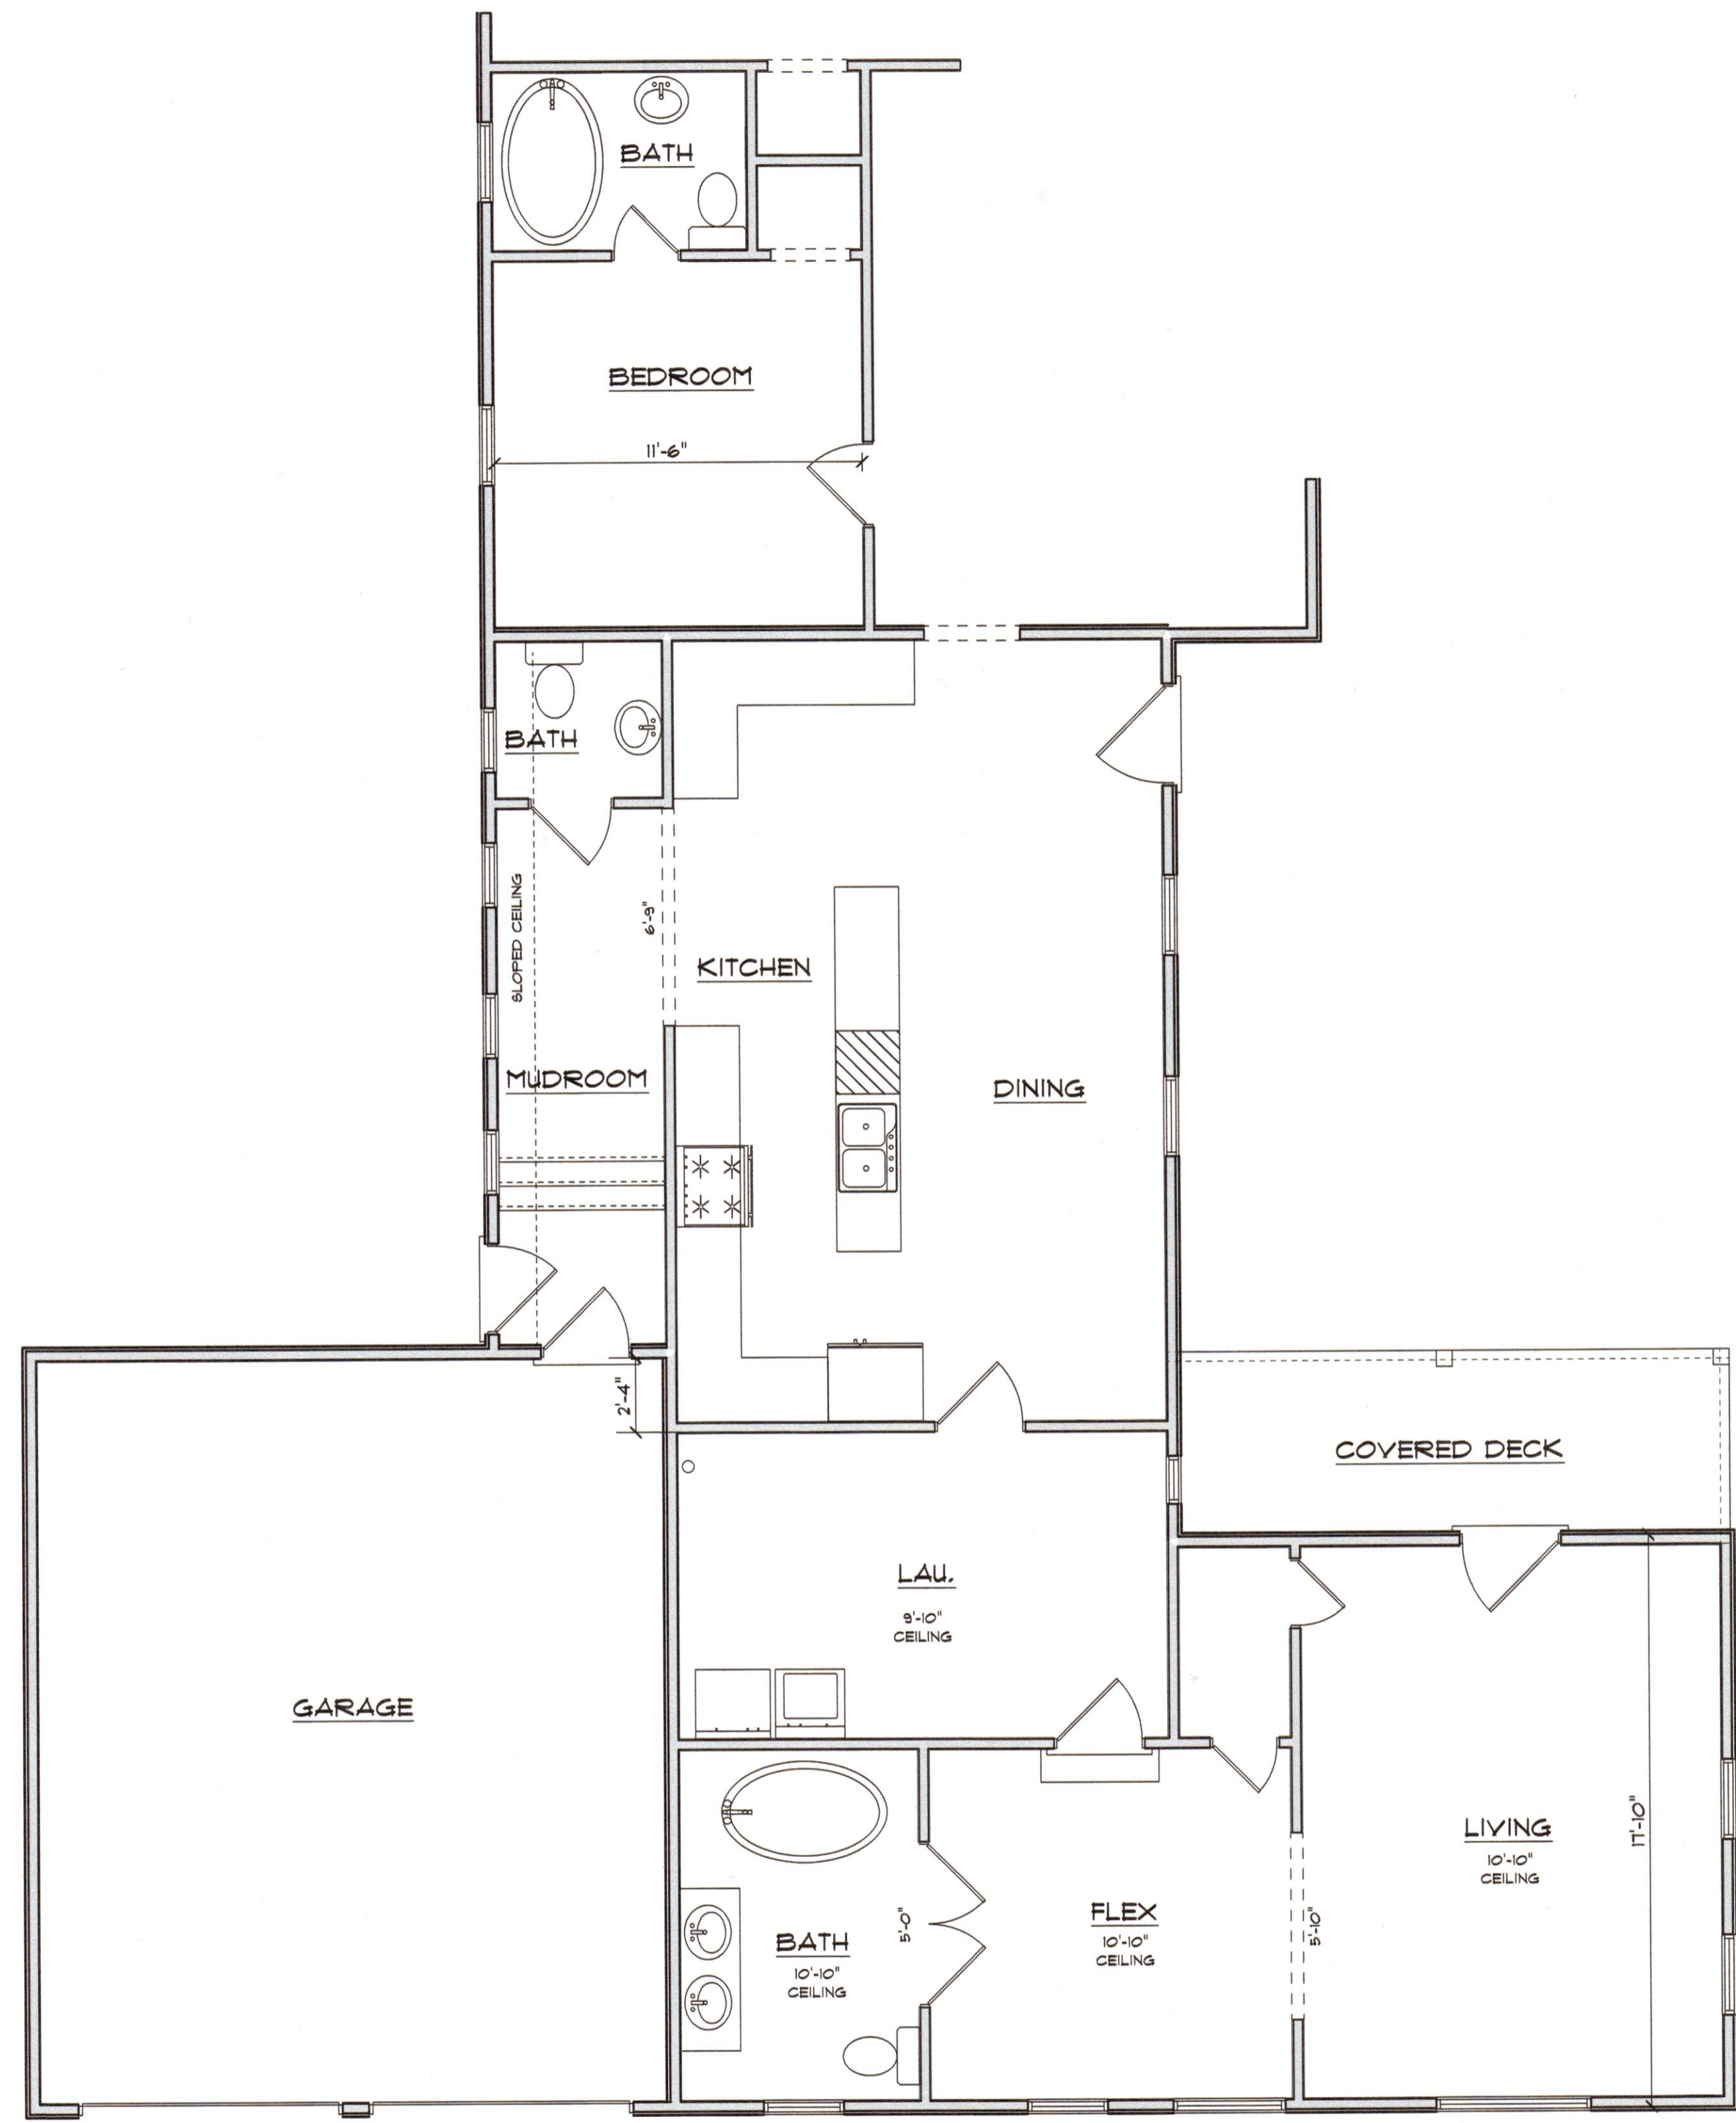 BATH
BEDROOM
11'-6"
BATH
SLOPED CEILING
6'-9"
KITCHEN
MUDROOM
DINING
2'-4"
COVERED DECK
LAU.
9'-10"
CEILING
GARAGE
LIVING
10'-10"
CEILING
17'-10"
FLEX
10'-10"
CEILING
5'-10"
5'-0"
BATH
10'-10"
CEILING